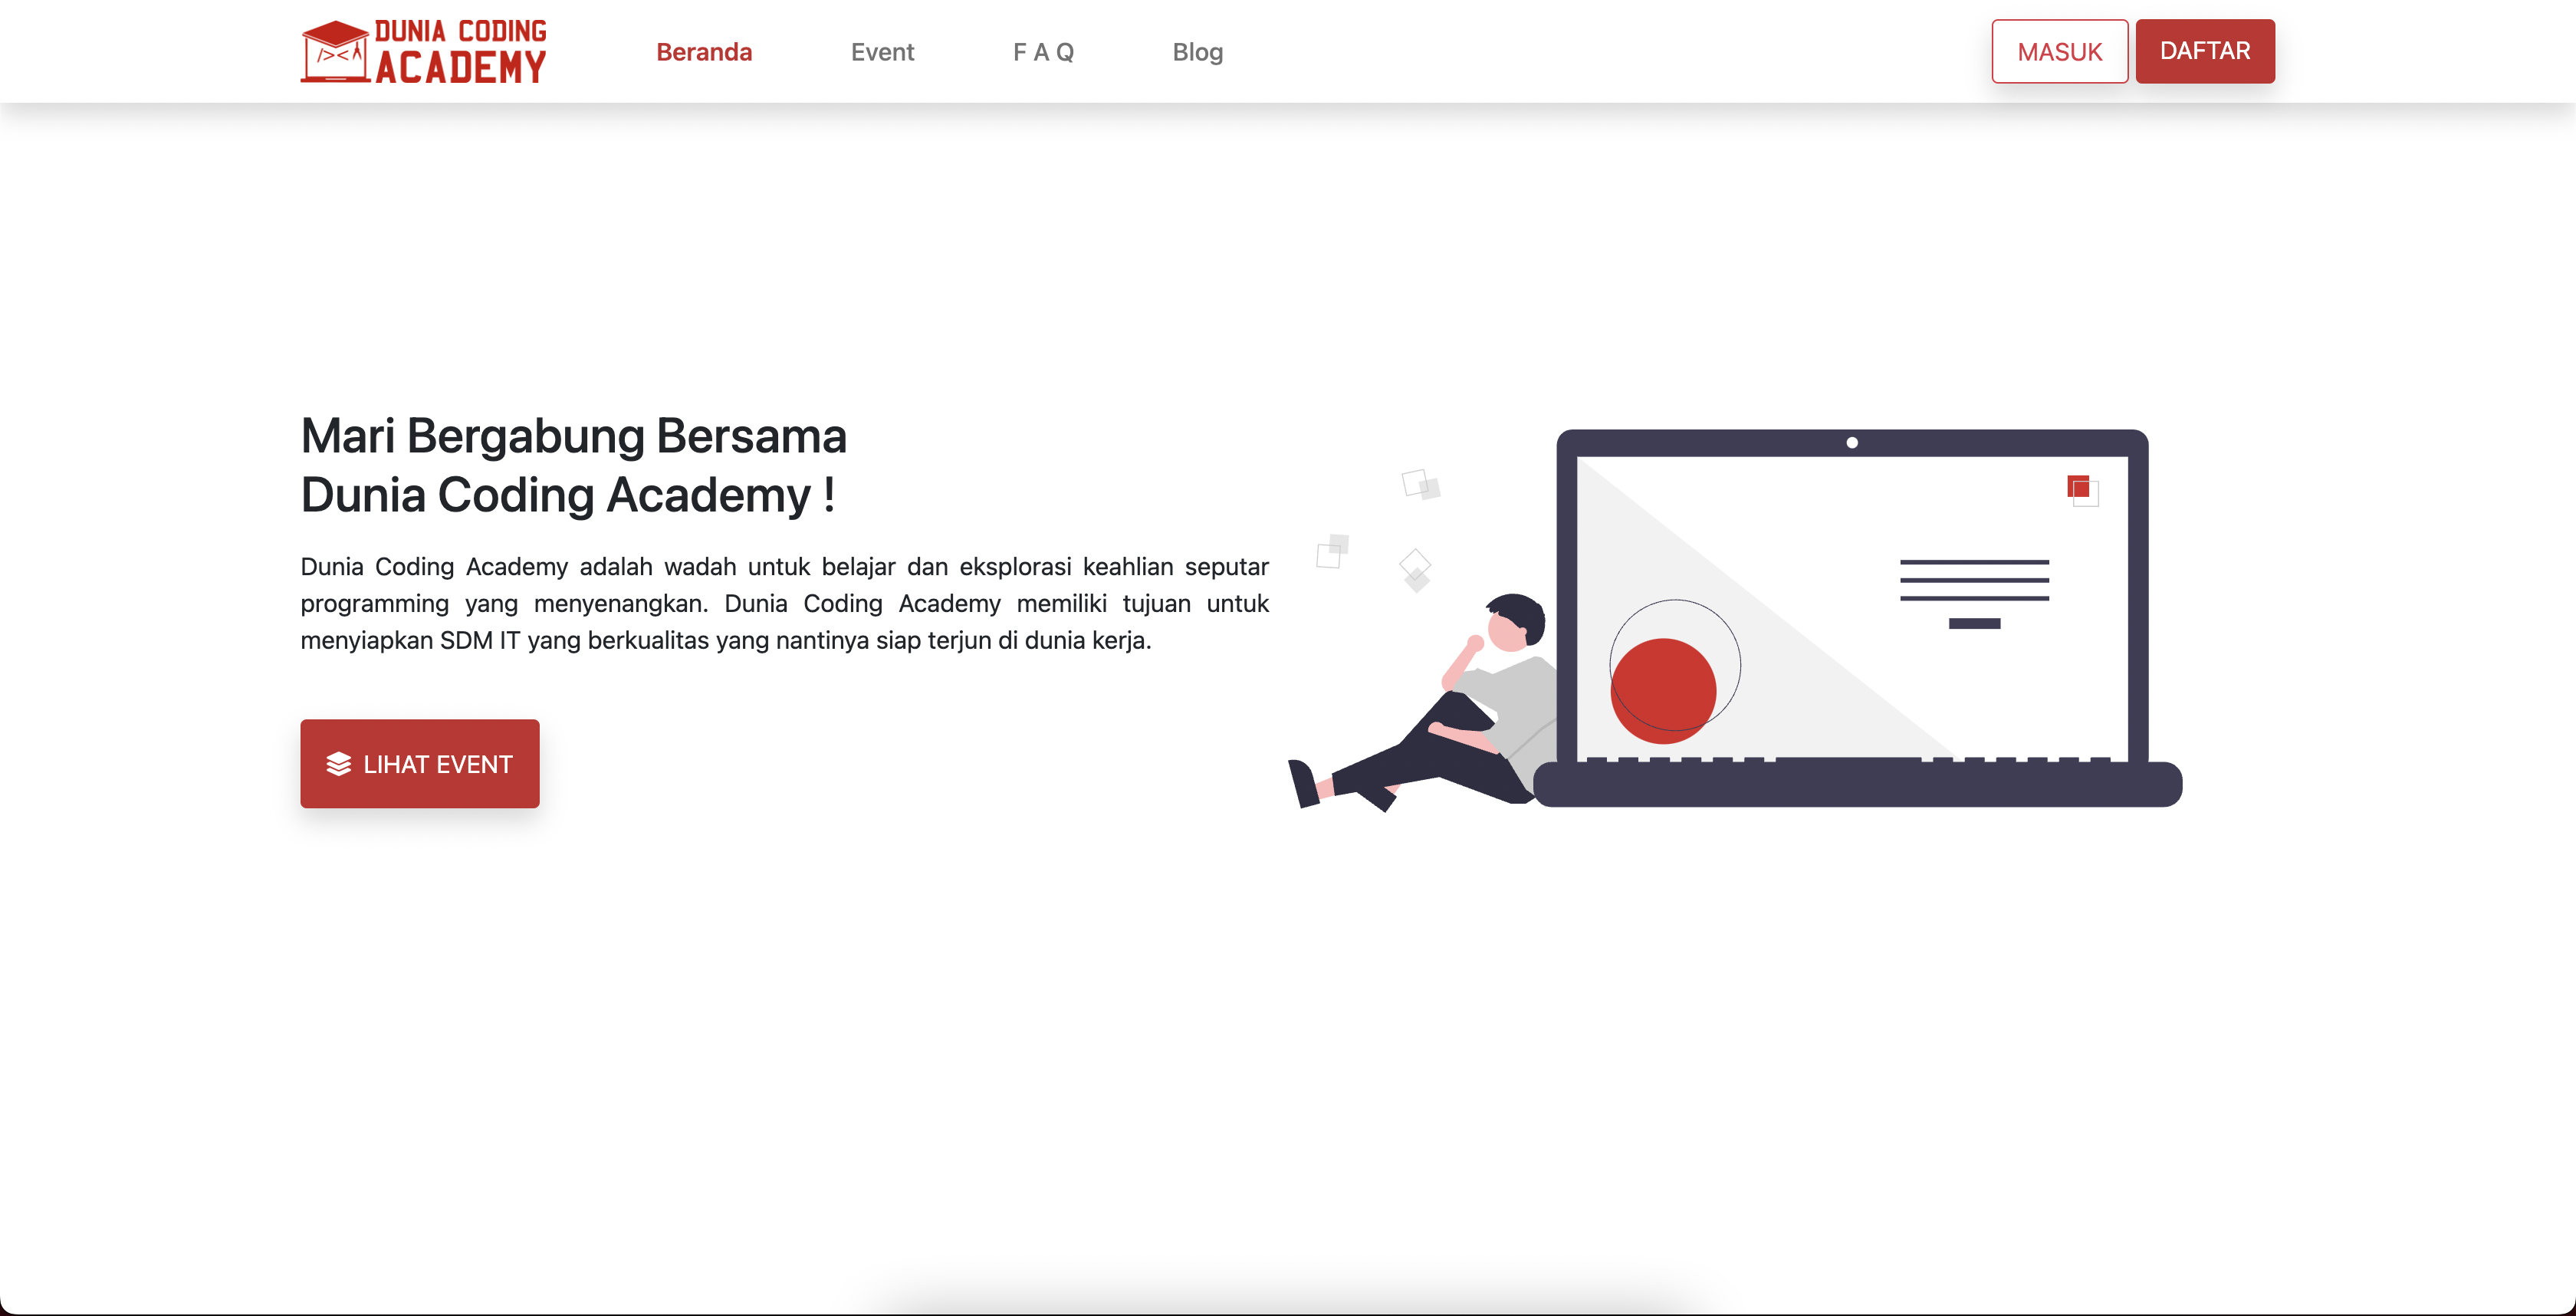 DUNIA CODING
ACADEMY
Beranda
Event
F A Q
Blog
MASUK
DAFTAR
Mari Bergabung Bersama
Dunia Coding Academy !
Dunia Coding Academy adalah wadah untuk belajar dan eksplorasi keahlian seputar
programming yang menyenangkan. Dunia Coding Academy memiliki tujuan untuk
menyiapkan SDM IT yang berkualitas yang nantinya siap terjun di dunia kerja.
LIHAT EVENT